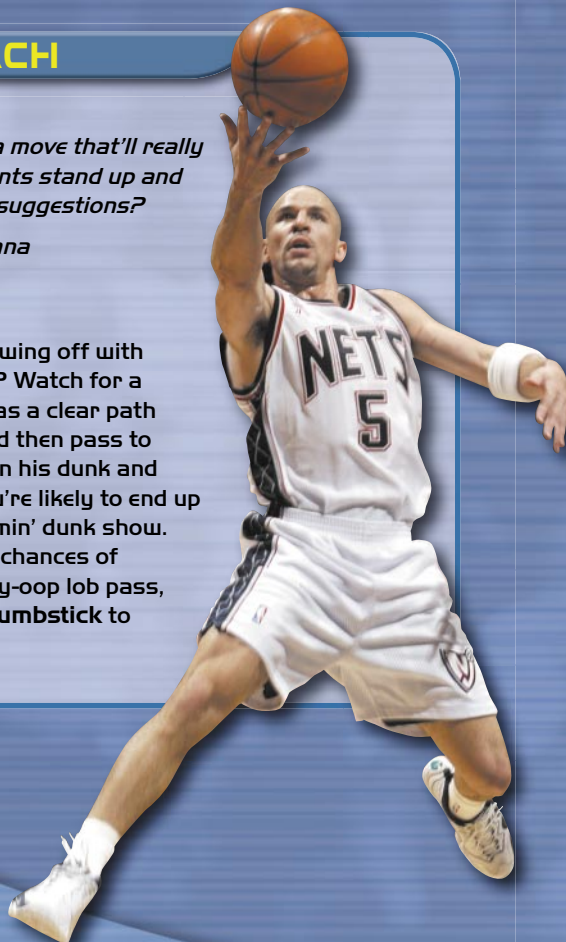 CH
a move that'll really
nts stand up and
suggestions?
nna
wing off with
? Watch for a
as a clear path
d then pass to
n his dunk and
u're likely to end up
min' dunk show.
chances of
y-oop lob pass,
umbstick to
NETS
5